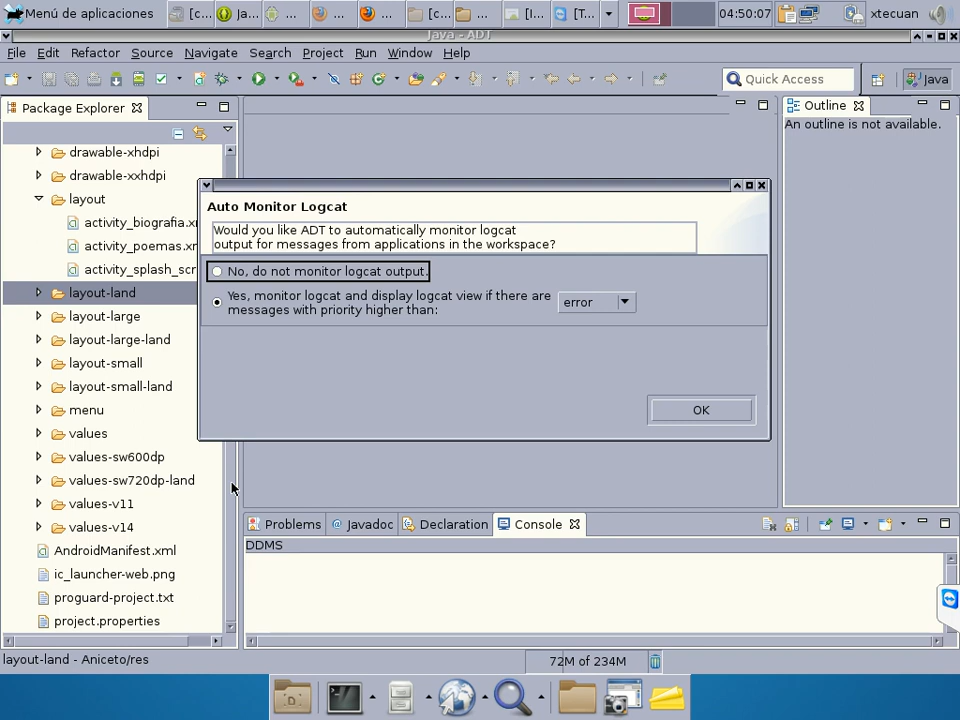 Menú de aplicaciones
[c...
Ja...
...
...
...
[c...
...
[I...
[T...
04:50:07
xtecuan
Java - ADT
File Edit Refactor Source Navigate Search Project Run Window Help
Quick Access
Java
Package Explorer
Outline
An outline is not available.
drawable-xhdpi
drawable-xxhdpi
layout
activity_biografia.x
activity_poemas.x
activity_splash_scr
layout-land
layout-large
layout-large-land
layout-small
layout-small-land
menu
values
values-sw600dp
values-sw720dp-land
values-v11
values-v14
AndroidManifest.xml
ic_launcher-web.png
proguard-project.txt
project.properties
Auto Monitor Logcat
Would you like ADT to automatically monitor logcat
output for messages from applications in the workspace?
No, do not monitor logcat output.
Yes, monitor logcat and display logcat view if there are
messages with priority higher than:
error
OK
Problems
Javadoc
Declaration
Console
DDMS
layout-land - Aniceto/res
72M of 234M